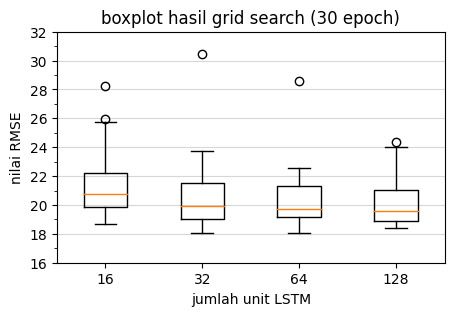 boxplot hasil grid search (30 epoch)
nilai RMSE
32
30
28
26
24
22
20
18
16
16 32 64 128
jumlah unit LSTM